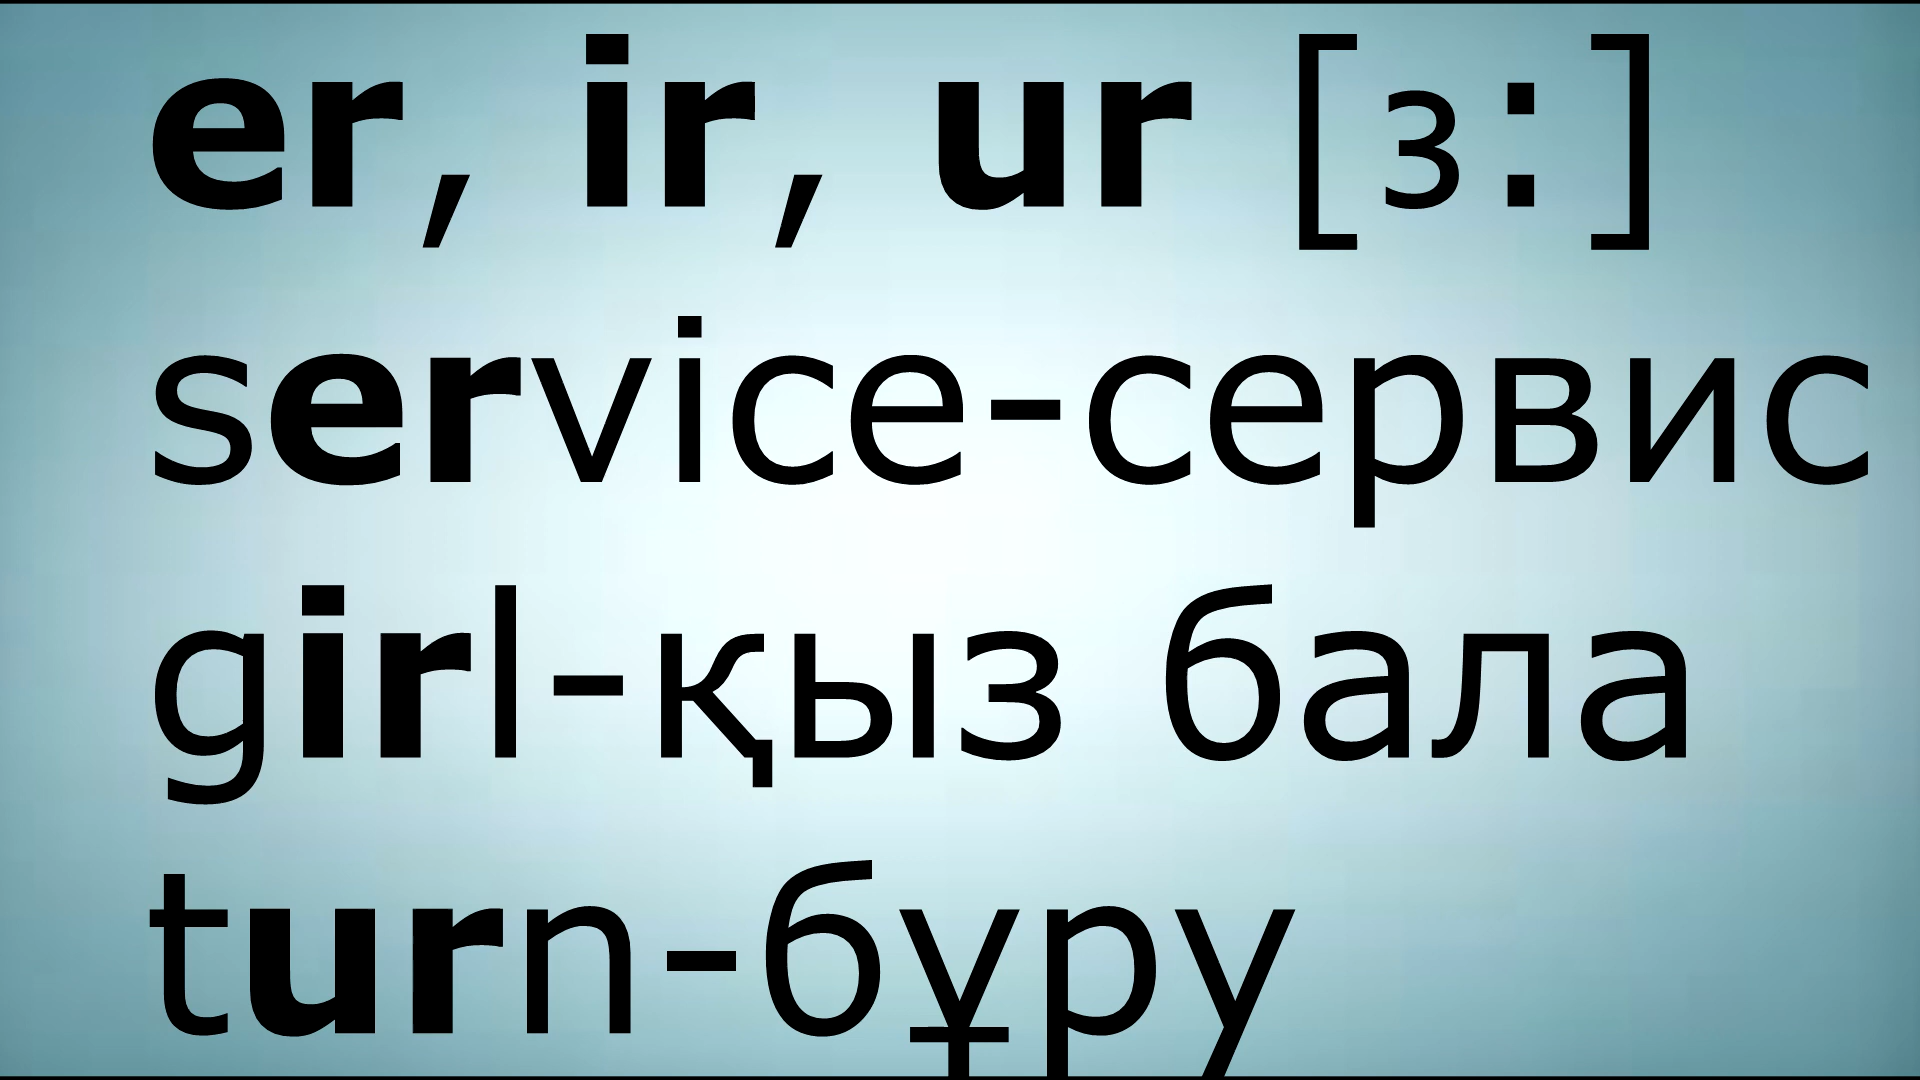 er, ir, ur [з:]
service-сервис
girl-қыз бала
turn-бұру